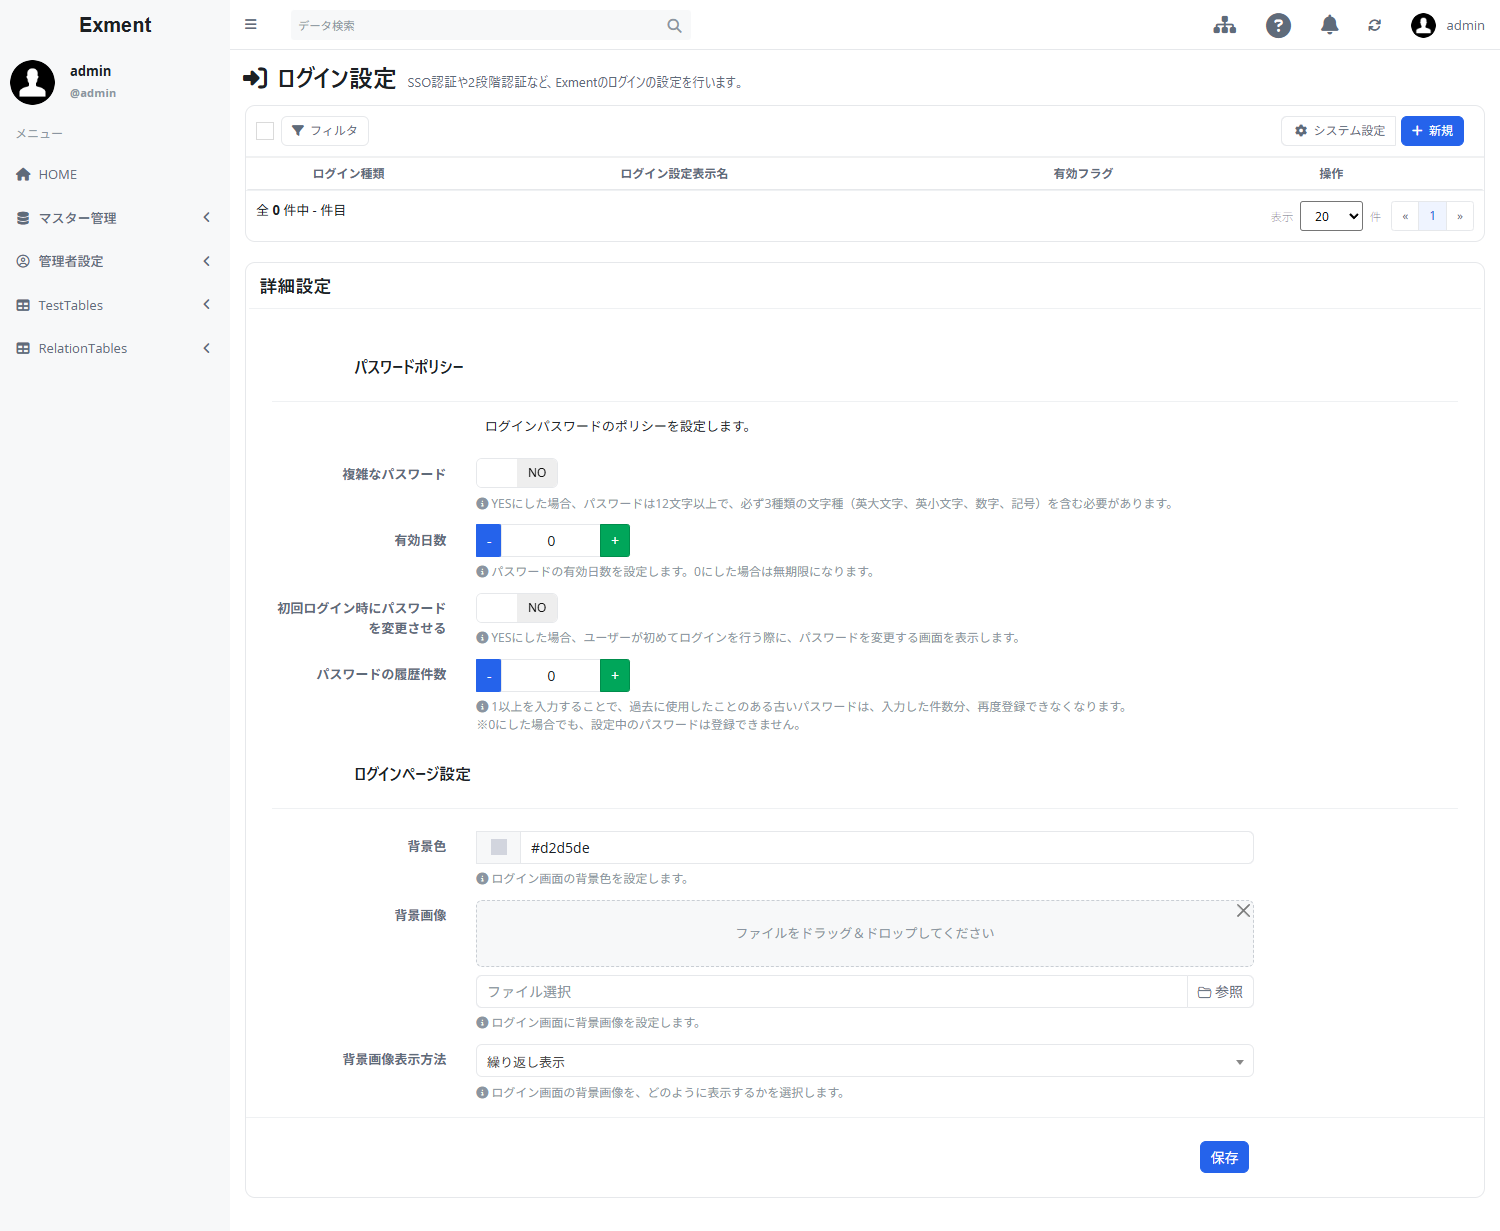 Exment
データ検索
admin
admin
@admin
メニュー
HOME
マスター管理
管理者設定
TestTables
RelationTables
ログイン設定 SSO認証や2段階認証など、Exmentのログインの設定を行います。
フィルタ
システム設定
新規
ログイン種類 ログイン設定表示名 有効フラグ 操作
全 0 件中 - 件目
表示 20 件 « 1 »
詳細設定
パスワードポリシー
ログインパスワードのポリシーを設定します。
複雑なパスワード NO
YESにした場合、パスワードは12文字以上で、必ず3種類の文字種（英大文字、英小文字、数字、記号）を含む必要があります。
有効日数 - 0 +
パスワードの有効日数を設定します。0にした場合は無期限になります。
初回ログイン時にパスワード
を変更させる
NO
YESにした場合、ユーザーが初めてログインを行う際に、パスワードを変更する画面を表示します。
パスワードの履歴件数 - 0 +
1以上を入力することで、過去に使用したことのある古いパスワードは、入力した件数分、再度登録できなくなります。
※0にした場合でも、設定中のパスワードは登録できません。
ログインページ設定
背景色 #d2d5de
ログイン画面の背景色を設定します。
背景画像
ファイルをドラッグ＆ドロップしてください
ファイル選択 参照
ログイン画面に背景画像を設定します。
背景画像表示方法 繰り返し表示
ログイン画面の背景画像を、どのように表示するかを選択します。
保存